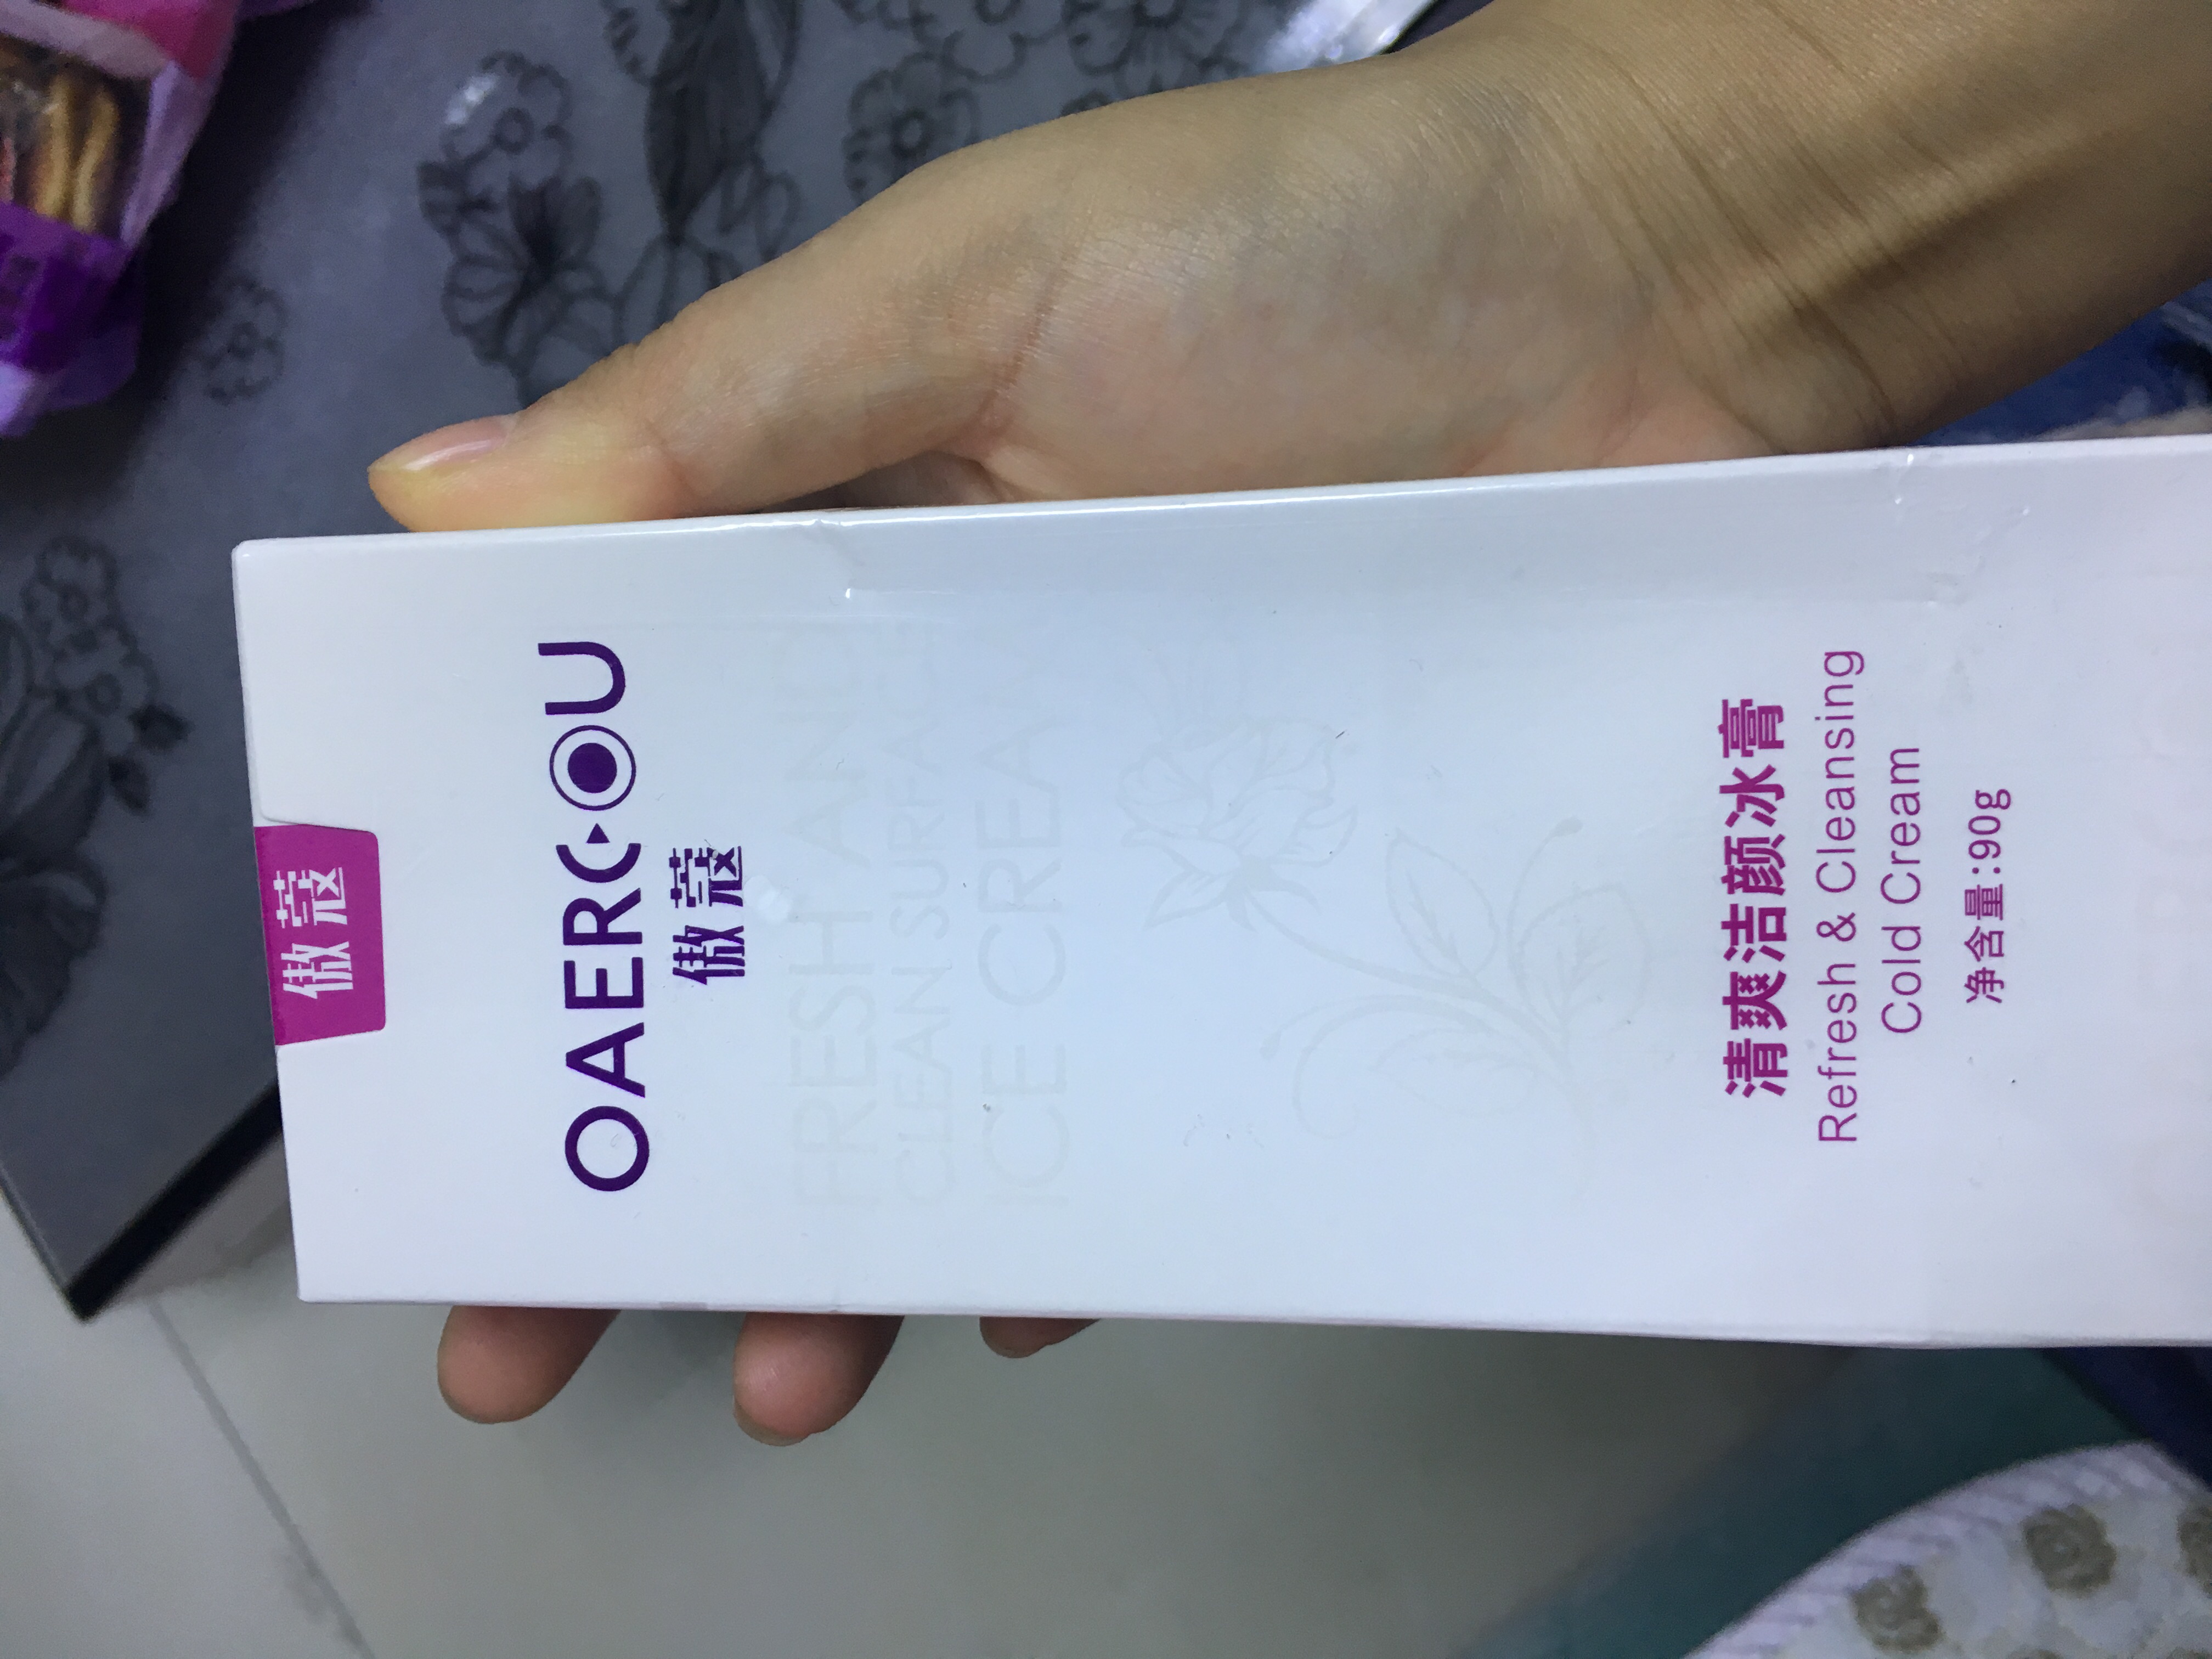 傲蔻
OAERCOU
傲蔻
FRESH AND
CLEAN SURFACE
ICE CREAM
清爽洁颜冰膏
Refresh & Cleansing
Cold Cream
净含量:90g